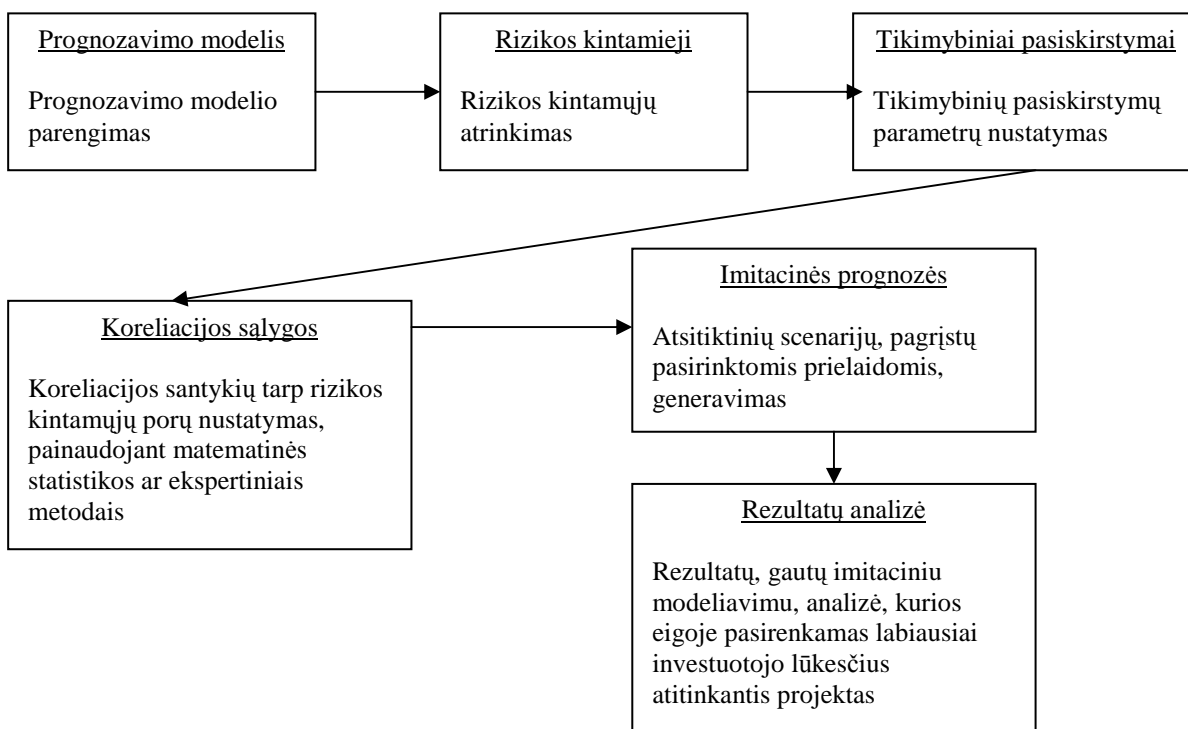 Prognozavimo modelis
Prognozavimo modelio
parengimas
Rizikos kintamieji
Rizikos kintamųjų
atrinkimas
Tikimybiniai pasiskirstymai
Tikimybinių pasiskirstymų
parametrų nustatymas
Koreliacijos sąlygos
Koreliacijos santykių tarp rizikos
kintamųjų porų nustatymas,
painaudojant matematinės
statistikos ar ekspertiniais
metodais
Imitacinės prognozės
Atsitiktinių scenarijų, pagrįstų
pasirinktomis prielaidomis,
generavimas
Rezultatų analizė
Rezultatų, gautų imitaciniu
modeliavimu, analizė, kurios
eigoje pasirenkamas labiausiai
investuotojo lūkesčius
atitinkantis projektas